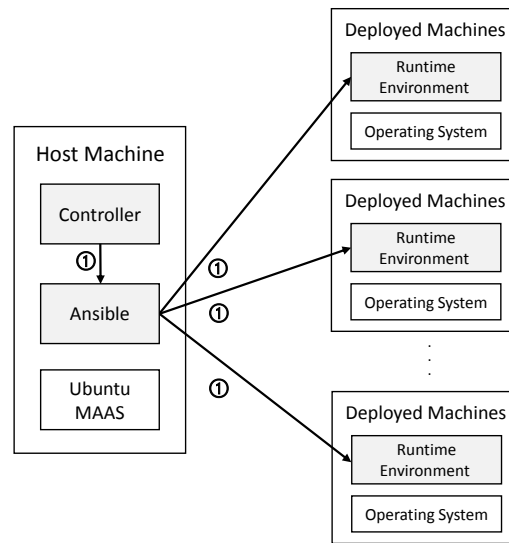 Deployed Machines
Runtime
Environment
Operating System
Host Machine
Controller
①
Ansible
Ubuntu
MAAS
①
①
①
Deployed Machines
Runtime
Environment
Operating System
. . .
Deployed Machines
Runtime
Environment
Operating System